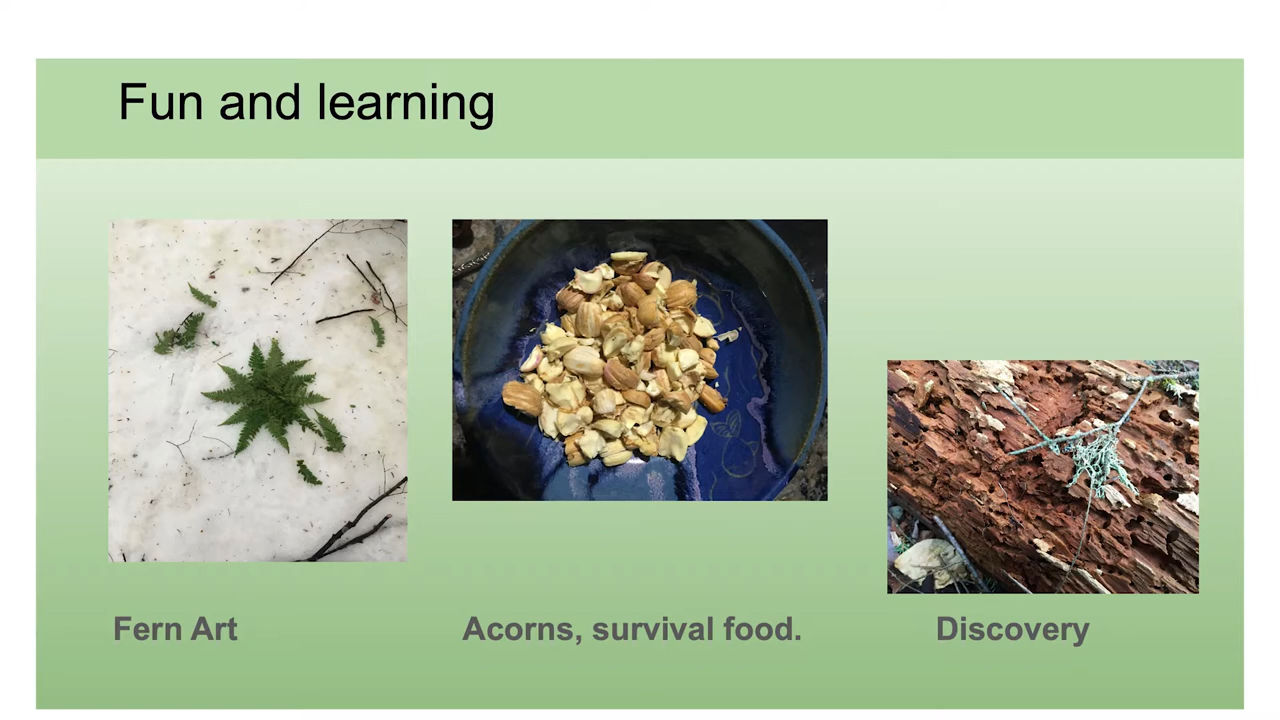 Fun and learning
Fern Art
Acorns, survival food.
Discovery